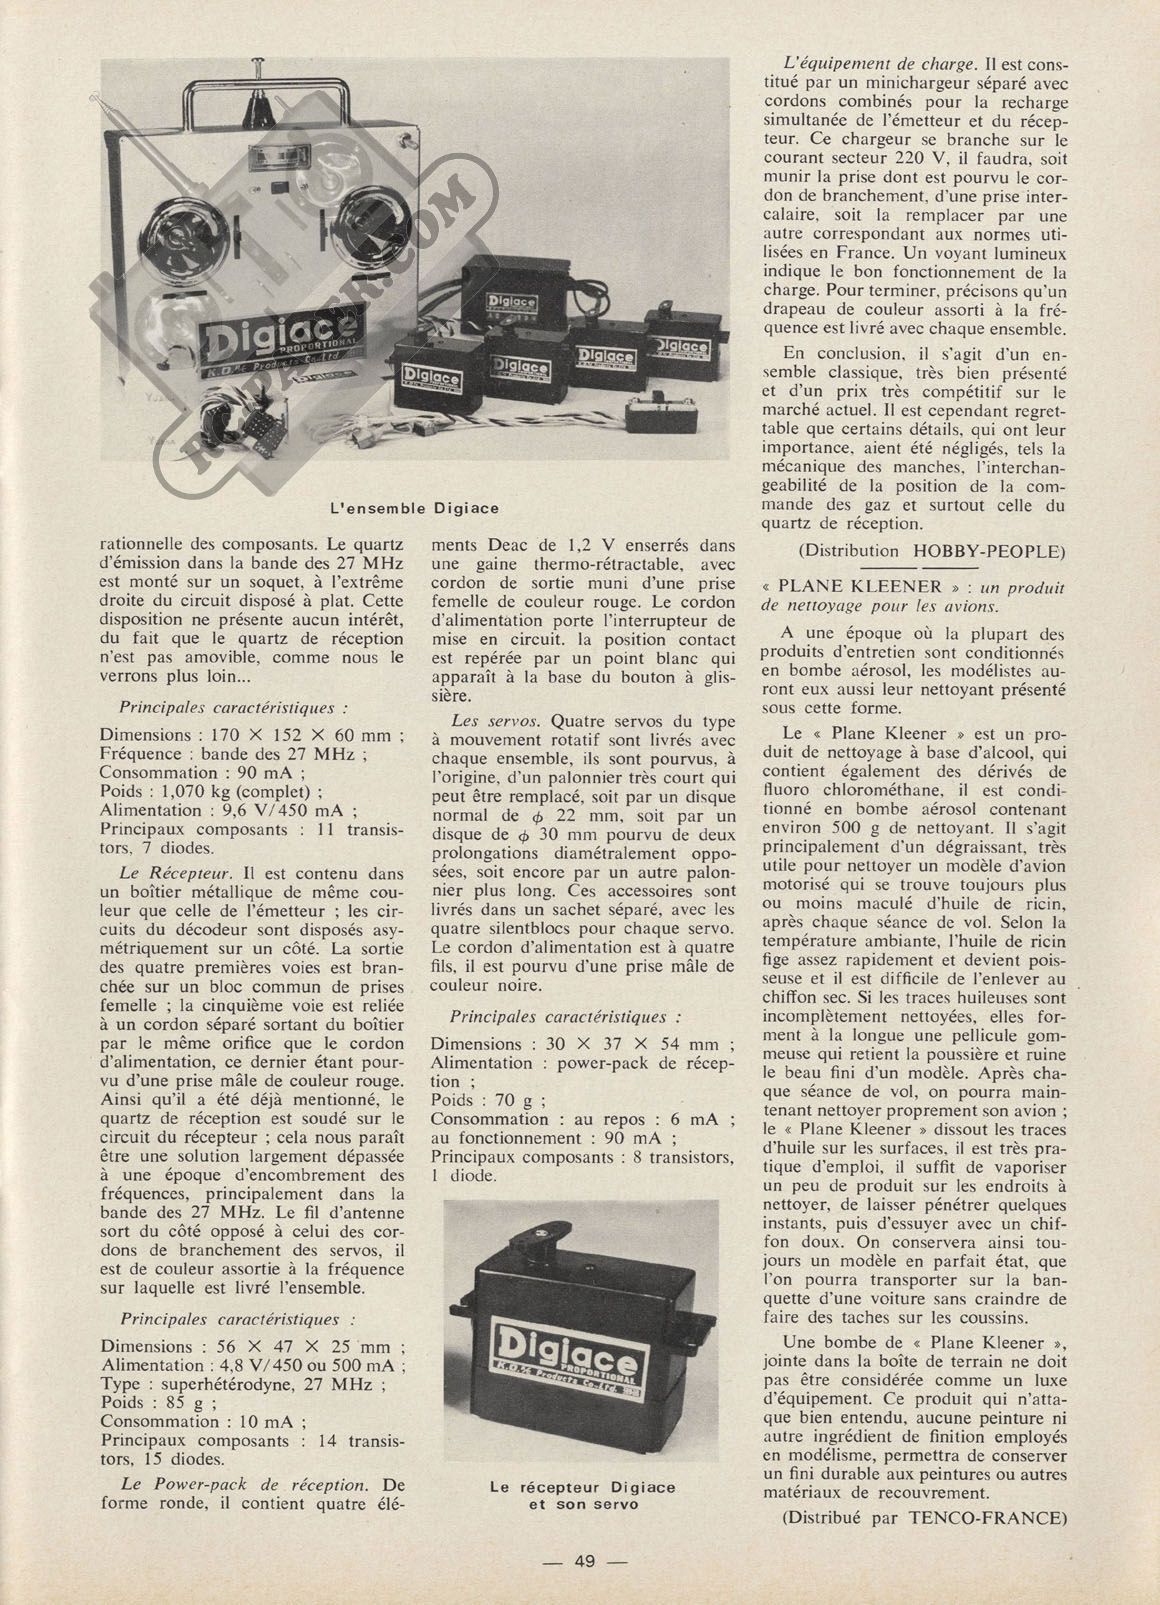 Digiace
PROPORTIONAL
K.O.% Products Co.,Ltd
Digiace
Digiace
Digiace
Digiace
Digiace
Digiace
.COM
L'ensemble Digiace
rationnelle des composants. Le quartz
d'émission dans la bande des 27 MHz
est monté sur un soquet, à l'extrême
droite du circuit disposé à plat. Cette
disposition ne présente aucun intérêt,
du fait que le quartz de réception
n'est pas amovible, comme nous le
verrons plus loin...
Principales caractéristiques :
Dimensions : 170 X 152 X 60 mm ;
Fréquence : bande des 27 MHz ;
Consommation : 90 mA ;
Poids : 1,070 kg (complet) ;
Alimentation : 9,6 V/450 mA ;
Principaux composants : 11 transis-
tors, 7 diodes.
Le Récepteur. Il est contenu dans
un boîtier métallique de même cou-
leur que celle de l'émetteur ; les cir-
cuits du décodeur sont disposés asy-
métriquement sur un côté. La sortie
des quatre premières voies est bran-
chée sur un bloc commun de prises
femelle ; la cinquième voie est reliée
à un cordon séparé sortant du boîtier
par le même orifice que le cordon
d'alimentation, ce dernier étant pour-
vu d'une prise mâle de couleur rouge.
Ainsi qu'il a été déjà mentionné, le
quartz de réception est soudé sur le
circuit du récepteur ; cela nous paraît
être une solution largement dépassée
à une époque d'encombrement des
fréquences, principalement dans la
bande des 27 MHz. Le fil d'antenne
sort du côté opposé à celui des cor-
dons de branchement des servos, il
est de couleur assortie à la fréquence
sur laquelle est livré l'ensemble.
Principales caractéristiques :
Dimensions : 56 X 47 X 25 mm ;
Alimentation : 4,8 V/450 ou 500 mA ;
Type : superhétérodyne, 27 MHz ;
Poids : 85 g ;
Consommation : 10 mA ;
Principaux composants : 14 transis-
tors, 15 diodes.
Le Power-pack de réception. De
forme ronde, il contient quatre élé-
ments Deac de 1,2 V enserrés dans
une gaine thermo-rétractable, avec
cordon de sortie muni d'une prise
femelle de couleur rouge. Le cordon
d'alimentation porte l'interrupteur de
mise en circuit. la position contact
est repérée par un point blanc qui
apparaît à la base du bouton à glis-
sière.
Les servos. Quatre servos du type
à mouvement rotatif sont livrés avec
chaque ensemble, ils sont pourvus, à
l'origine, d'un palonnier très court qui
peut être remplacé, soit par un disque
normal de ϕ 22 mm, soit par un
disque de ϕ 30 mm pourvu de deux
prolongations diamétralement oppo-
sées, soit encore par un autre palon-
nier plus long. Ces accessoires sont
livrés dans un sachet séparé, avec les
quatre silentblocs pour chaque servo.
Le cordon d'alimentation est à quatre
fils, il est pourvu d'une prise mâle de
couleur noire.
Principales caractéristiques :
Dimensions : 30 X 37 X 54 mm ;
Alimentation : power-pack de récep-
tion ;
Poids : 70 g ;
Consommation : au repos : 6 mA ;
au fonctionnement : 90 mA ;
Principaux composants : 8 transistors,
1 diode.
Digiace
PROPORTIONAL
K.O.% Products Co.,Ltd.
Le récepteur Digiace
et son servo
L'équipement de charge. Il est cons-
titué par un minichargeur séparé avec
cordons combinés pour la recharge
simultanée de l'émetteur et du récep-
teur. Ce chargeur se branche sur le
courant secteur 220 V, il faudra, soit
munir la prise dont est pourvu le cor-
don de branchement, d'une prise inter-
calaire, soit la remplacer par une
autre correspondant aux normes uti-
lisées en France. Un voyant lumineux
indique le bon fonctionnement de la
charge. Pour terminer, précisons qu'un
drapeau de couleur assorti à la fré-
quence est livré avec chaque ensemble.
En conclusion, il s'agit d'un en-
semble classique, très bien présenté
et d'un prix très compétitif sur le
marché actuel. Il est cependant regret-
table que certains détails, qui ont leur
importance, aient été négligés, tels la
mécanique des manches, l'interchan-
geabilité de la position de la com-
mande des gaz et surtout celle du
quartz de réception.
(Distribution HOBBY-PEOPLE)
« PLANE KLEENER » : un produit
de nettoyage pour les avions.
A une époque où la plupart des
produits d'entretien sont conditionnés
en bombe aérosol, les modélistes au-
ront eux aussi leur nettoyant présenté
sous cette forme.
Le « Plane Kleener » est un pro-
duit de nettoyage à base d'alcool, qui
contient également des dérivés de
fluoro chlorométhane, il est condi-
tionné en bombe aérosol contenant
environ 500 g de nettoyant. Il s'agit
principalement d'un dégraissant, très
utile pour nettoyer un modèle d'avion
motorisé qui se trouve toujours plus
ou moins maculé d'huile de ricin,
après chaque séance de vol. Selon la
température ambiante, l'huile de ricin
fige assez rapidement et devient pois-
seuse et il est difficile de l'enlever au
chiffon sec. Si les traces huileuses sont
incomplètement nettoyées, elles for-
ment à la longue une pellicule gom-
meuse qui retient la poussière et ruine
le beau fini d'un modèle. Après cha-
que séance de vol, on pourra main-
tenant nettoyer proprement son avion ;
le « Plane Kleener » dissout les traces
d'huile sur les surfaces, il est très pra-
tique d'emploi, il suffit de vaporiser
un peu de produit sur les endroits à
nettoyer, de laisser pénétrer quelques
instants, puis d'essuyer avec un chif-
fon doux. On conservera ainsi tou-
jours un modèle en parfait état, que
l'on pourra transporter sur la ban-
quette d'une voiture sans craindre de
faire des taches sur les coussins.
Une bombe de « Plane Kleener »,
jointe dans la boîte de terrain ne doit
pas être considérée comme un luxe
d'équipement. Ce produit qui n'atta-
que bien entendu, aucune peinture ni
autre ingrédient de finition employés
en modélisme, permettra de conserver
un fini durable aux peintures ou autres
matériaux de recouvrement.
(Distribué par TENCO-FRANCE)
— 49 —